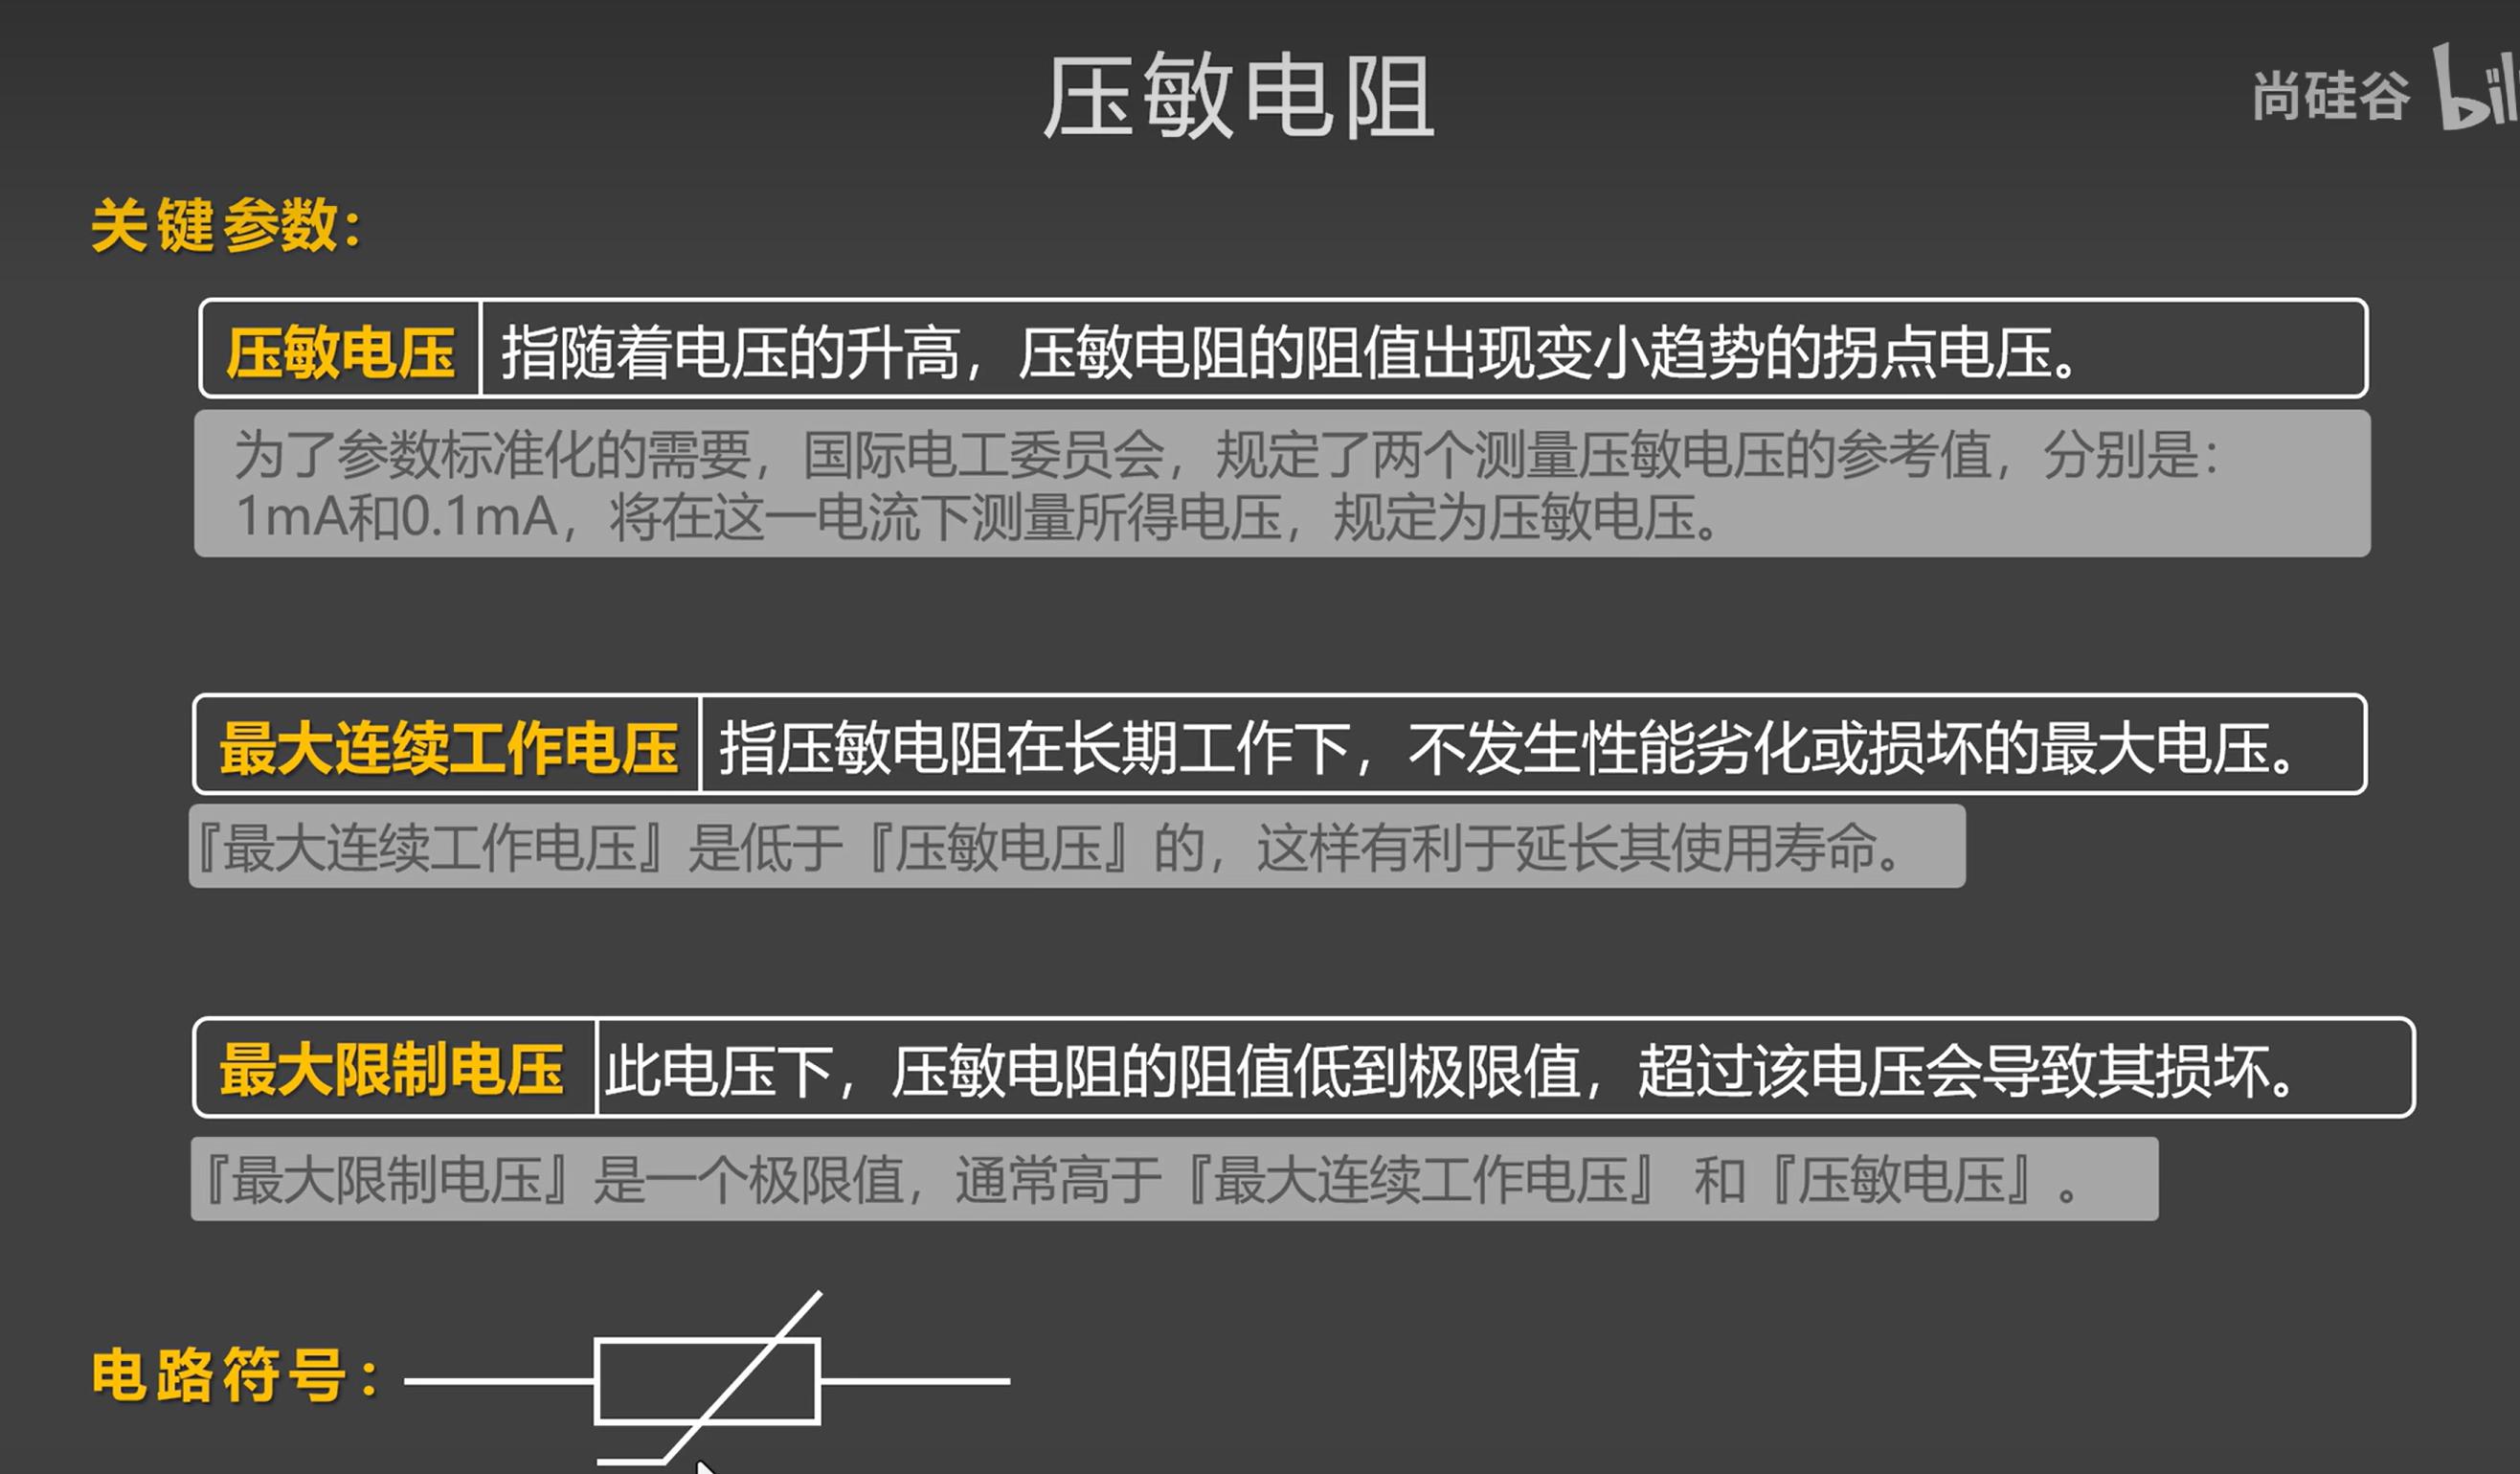 压敏电阻
尚硅谷
关键参数：
压敏电压 指随着电压的升高，压敏电阻的阻值出现变小趋势的拐点电压。
为了参数标准化的需要，国际电工委员会，规定了两个测量压敏电压的参考值，分别是：
1mA和0.1mA，将在这一电流下测量所得电压，规定为压敏电压。
最大连续工作电压 指压敏电阻在长期工作下，不发生性能劣化或损坏的最大电压。
『最大连续工作电压』是低于『压敏电压』的，这样有利于延长其使用寿命。
最大限制电压 此电压下，压敏电阻的阻值低到极限值，超过该电压会导致其损坏。
『最大限制电压』是一个极限值，通常高于『最大连续工作电压』 和『压敏电压』。
电路符号：